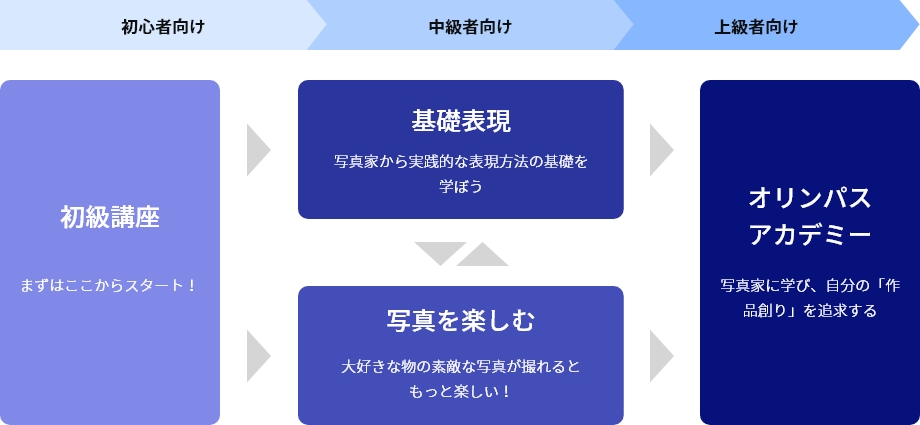 初心者向け
中級者向け
上級者向け
初級講座
まずはここからスタート！
基礎表現
写真家から実践的な表現方法の基礎を
学ぼう
写真を楽しむ
大好きな物の素敵な写真が撮れると
もっと楽しい！
オリンパス
アカデミー
写真家に学び、自分の「作
品創り」を追求する